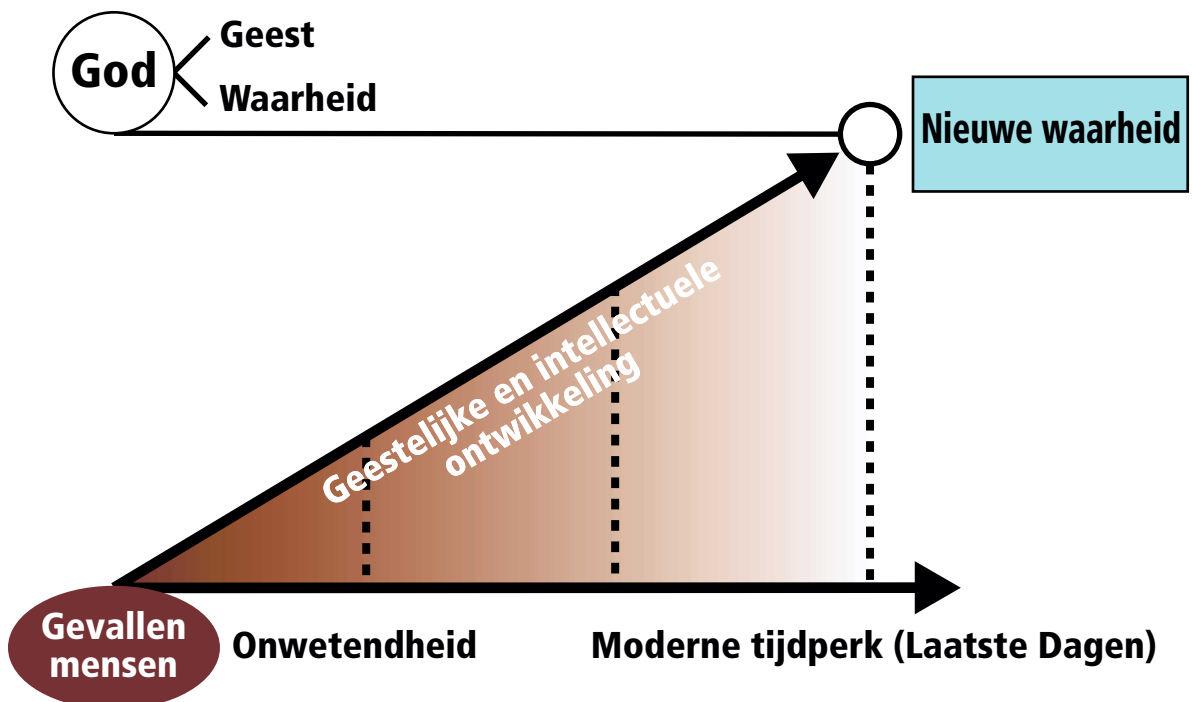 God
Geest
Waarheid
Nieuwe waarheid
Geestelijke en intellectuele
ontwikkeling
Gevallen
mensen
Onwetendheid
Moderne tijdperk (Laatste Dagen)